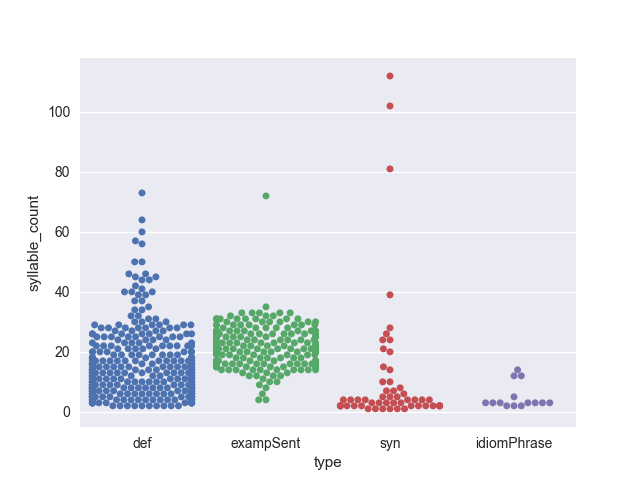 100
80
60
40
20
0
syllable_count
def
exampSent
syn
idiomPhrase
type